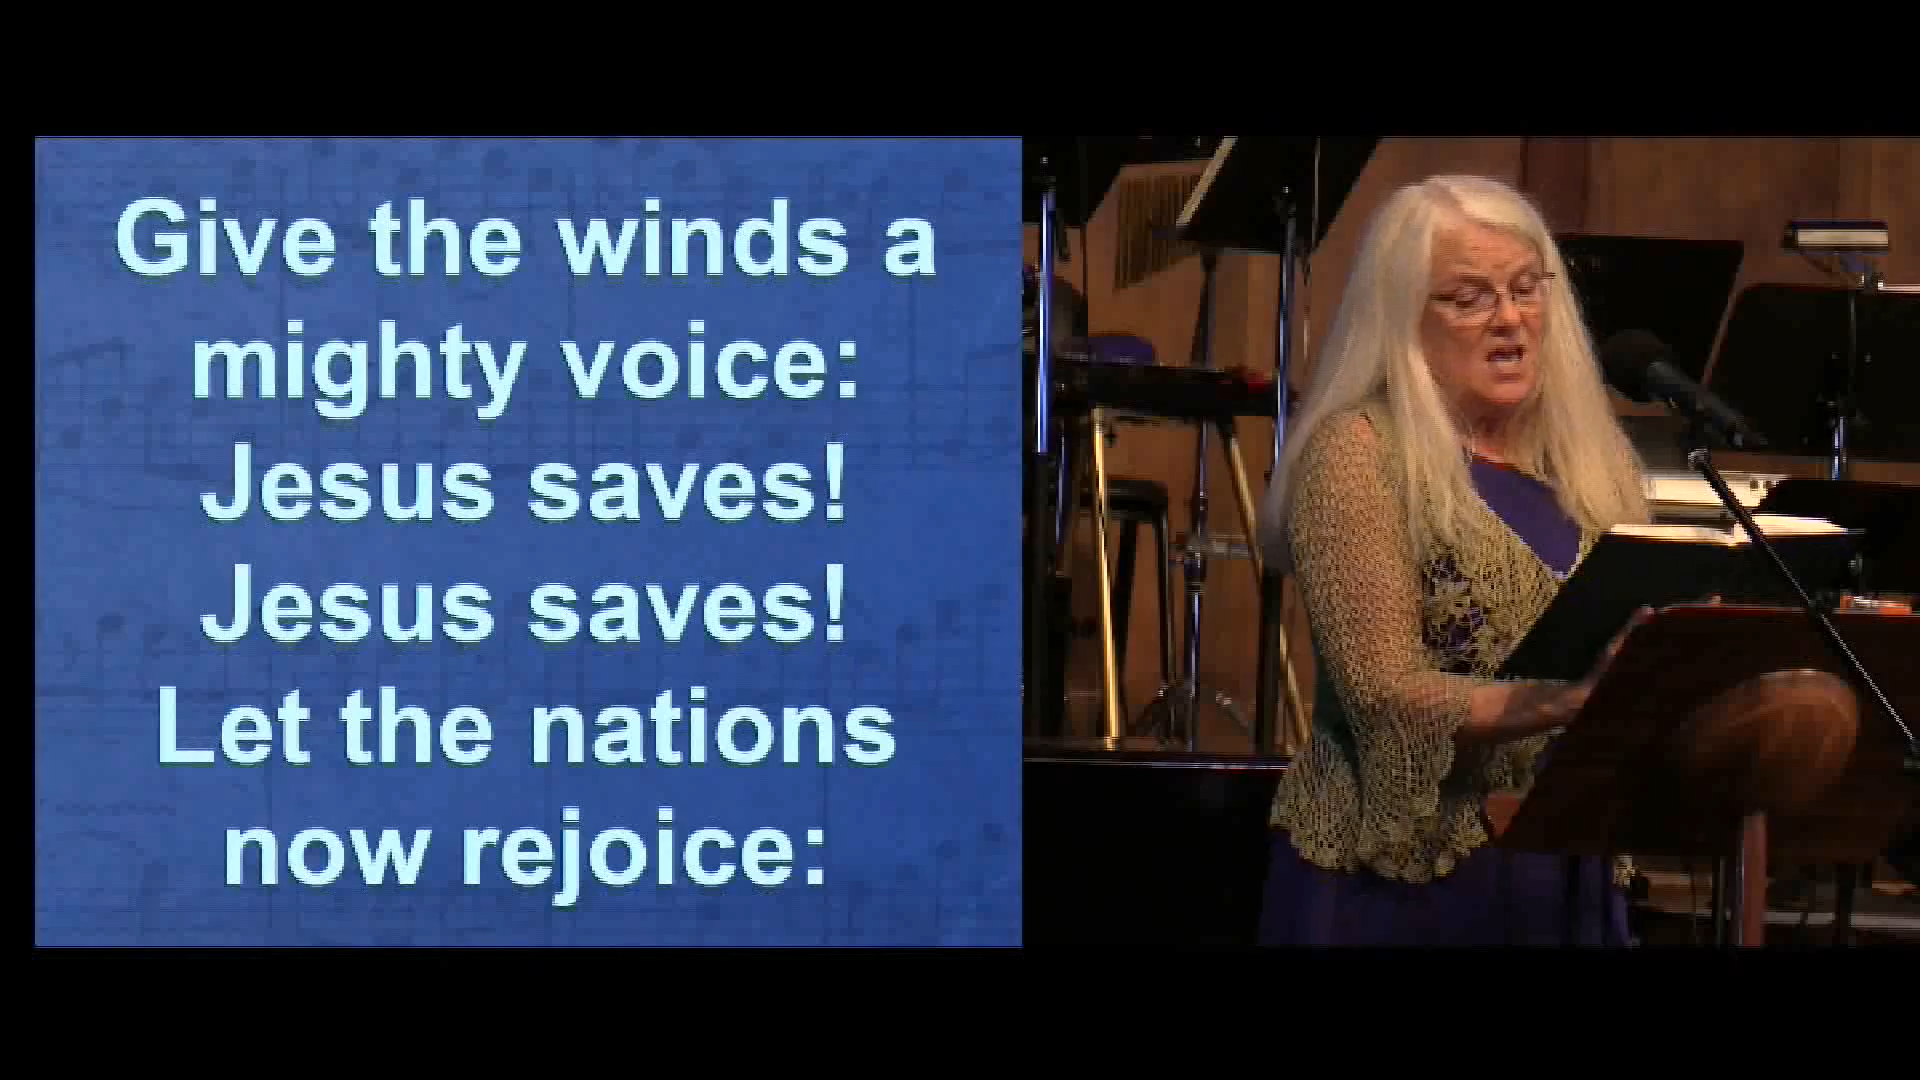 Give the winds a
mighty voice:
Jesus saves!
Jesus saves!
Let the nations
now rejoice: